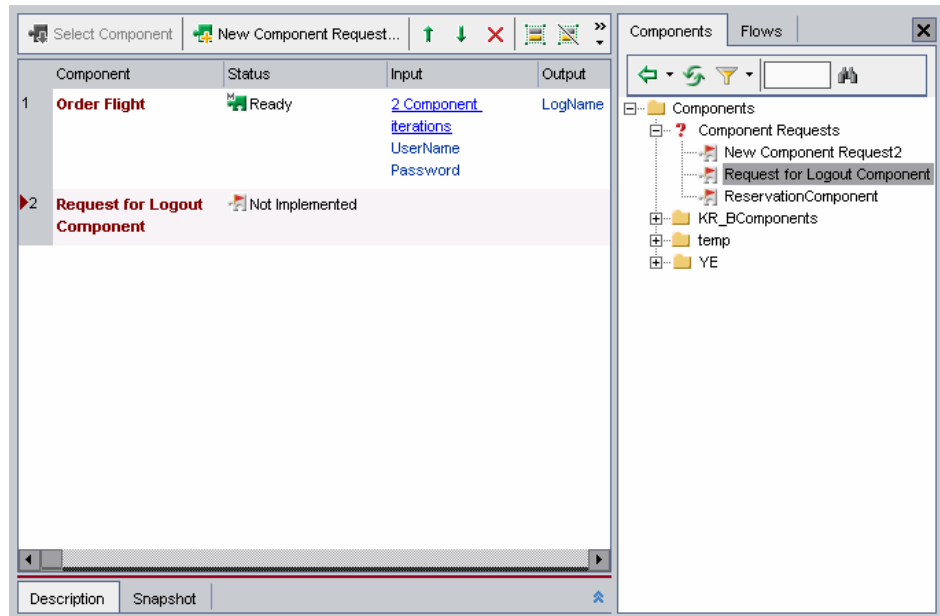 Select Component New Component Request...
Component Status Input Output
1 Order Flight Ready 2 Component LogName
iterations
UserName
Password
2 Request for Logout Not Implemented
Component
Description Snapshot
Components Flows
Components
Component Requests
New Component Request2
Request for Logout Component
ReservationComponent
KR_BComponents
temp
YE